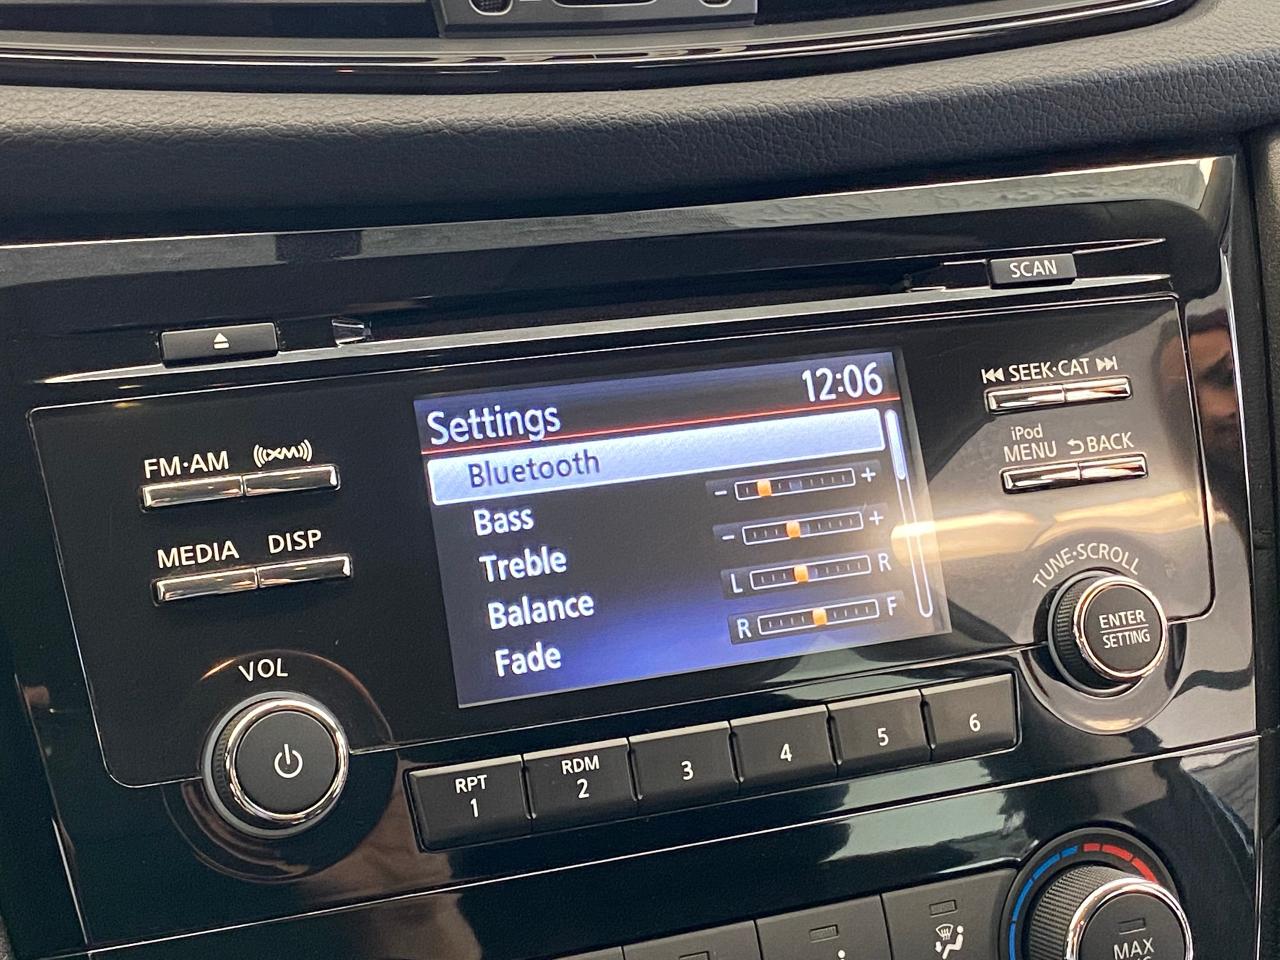 SCAN
SEEK·CAT
iPod
MENU BACK
FM·AM ((XM))
MEDIA DISP
Settings 12:06
Bluetooth
Bass - +
Treble - +
Balance L R
Fade R F
TUNE·SCROLL
ENTER
SETTING
VOL
RPT
1
RDM
2
3
4
5
6
MAX